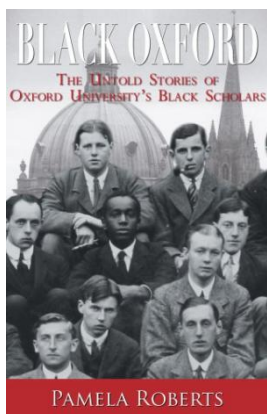 BLACK OXFORD
THE UNTOLD STORIES OF
OXFORD UNIVERSITY'S BLACK SCHOLARS
PAMELA ROBERTS